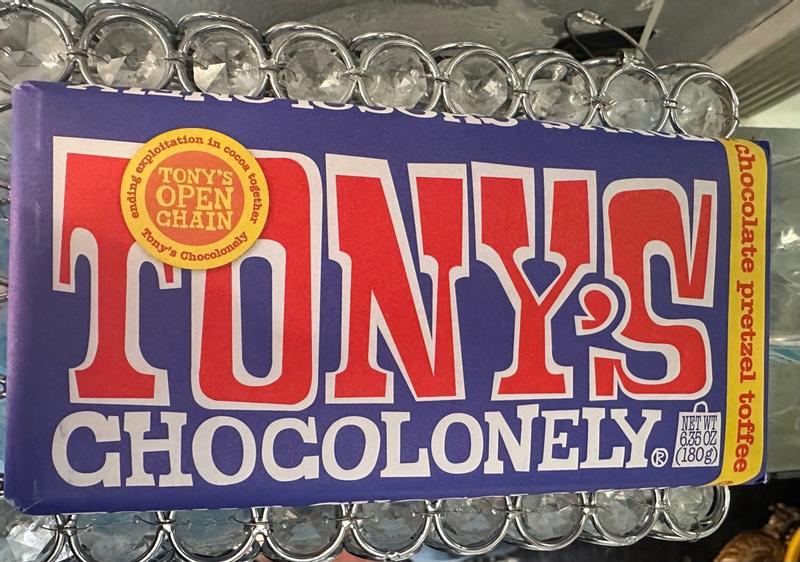 ending exploitation in cocoa together
TONY'S
OPEN
CHAIN
Tony's Chocolonely
TONY'S
CHOCOLONELY®
NET WT
6.35 OZ
(180g)
chocolate pretzel toffee